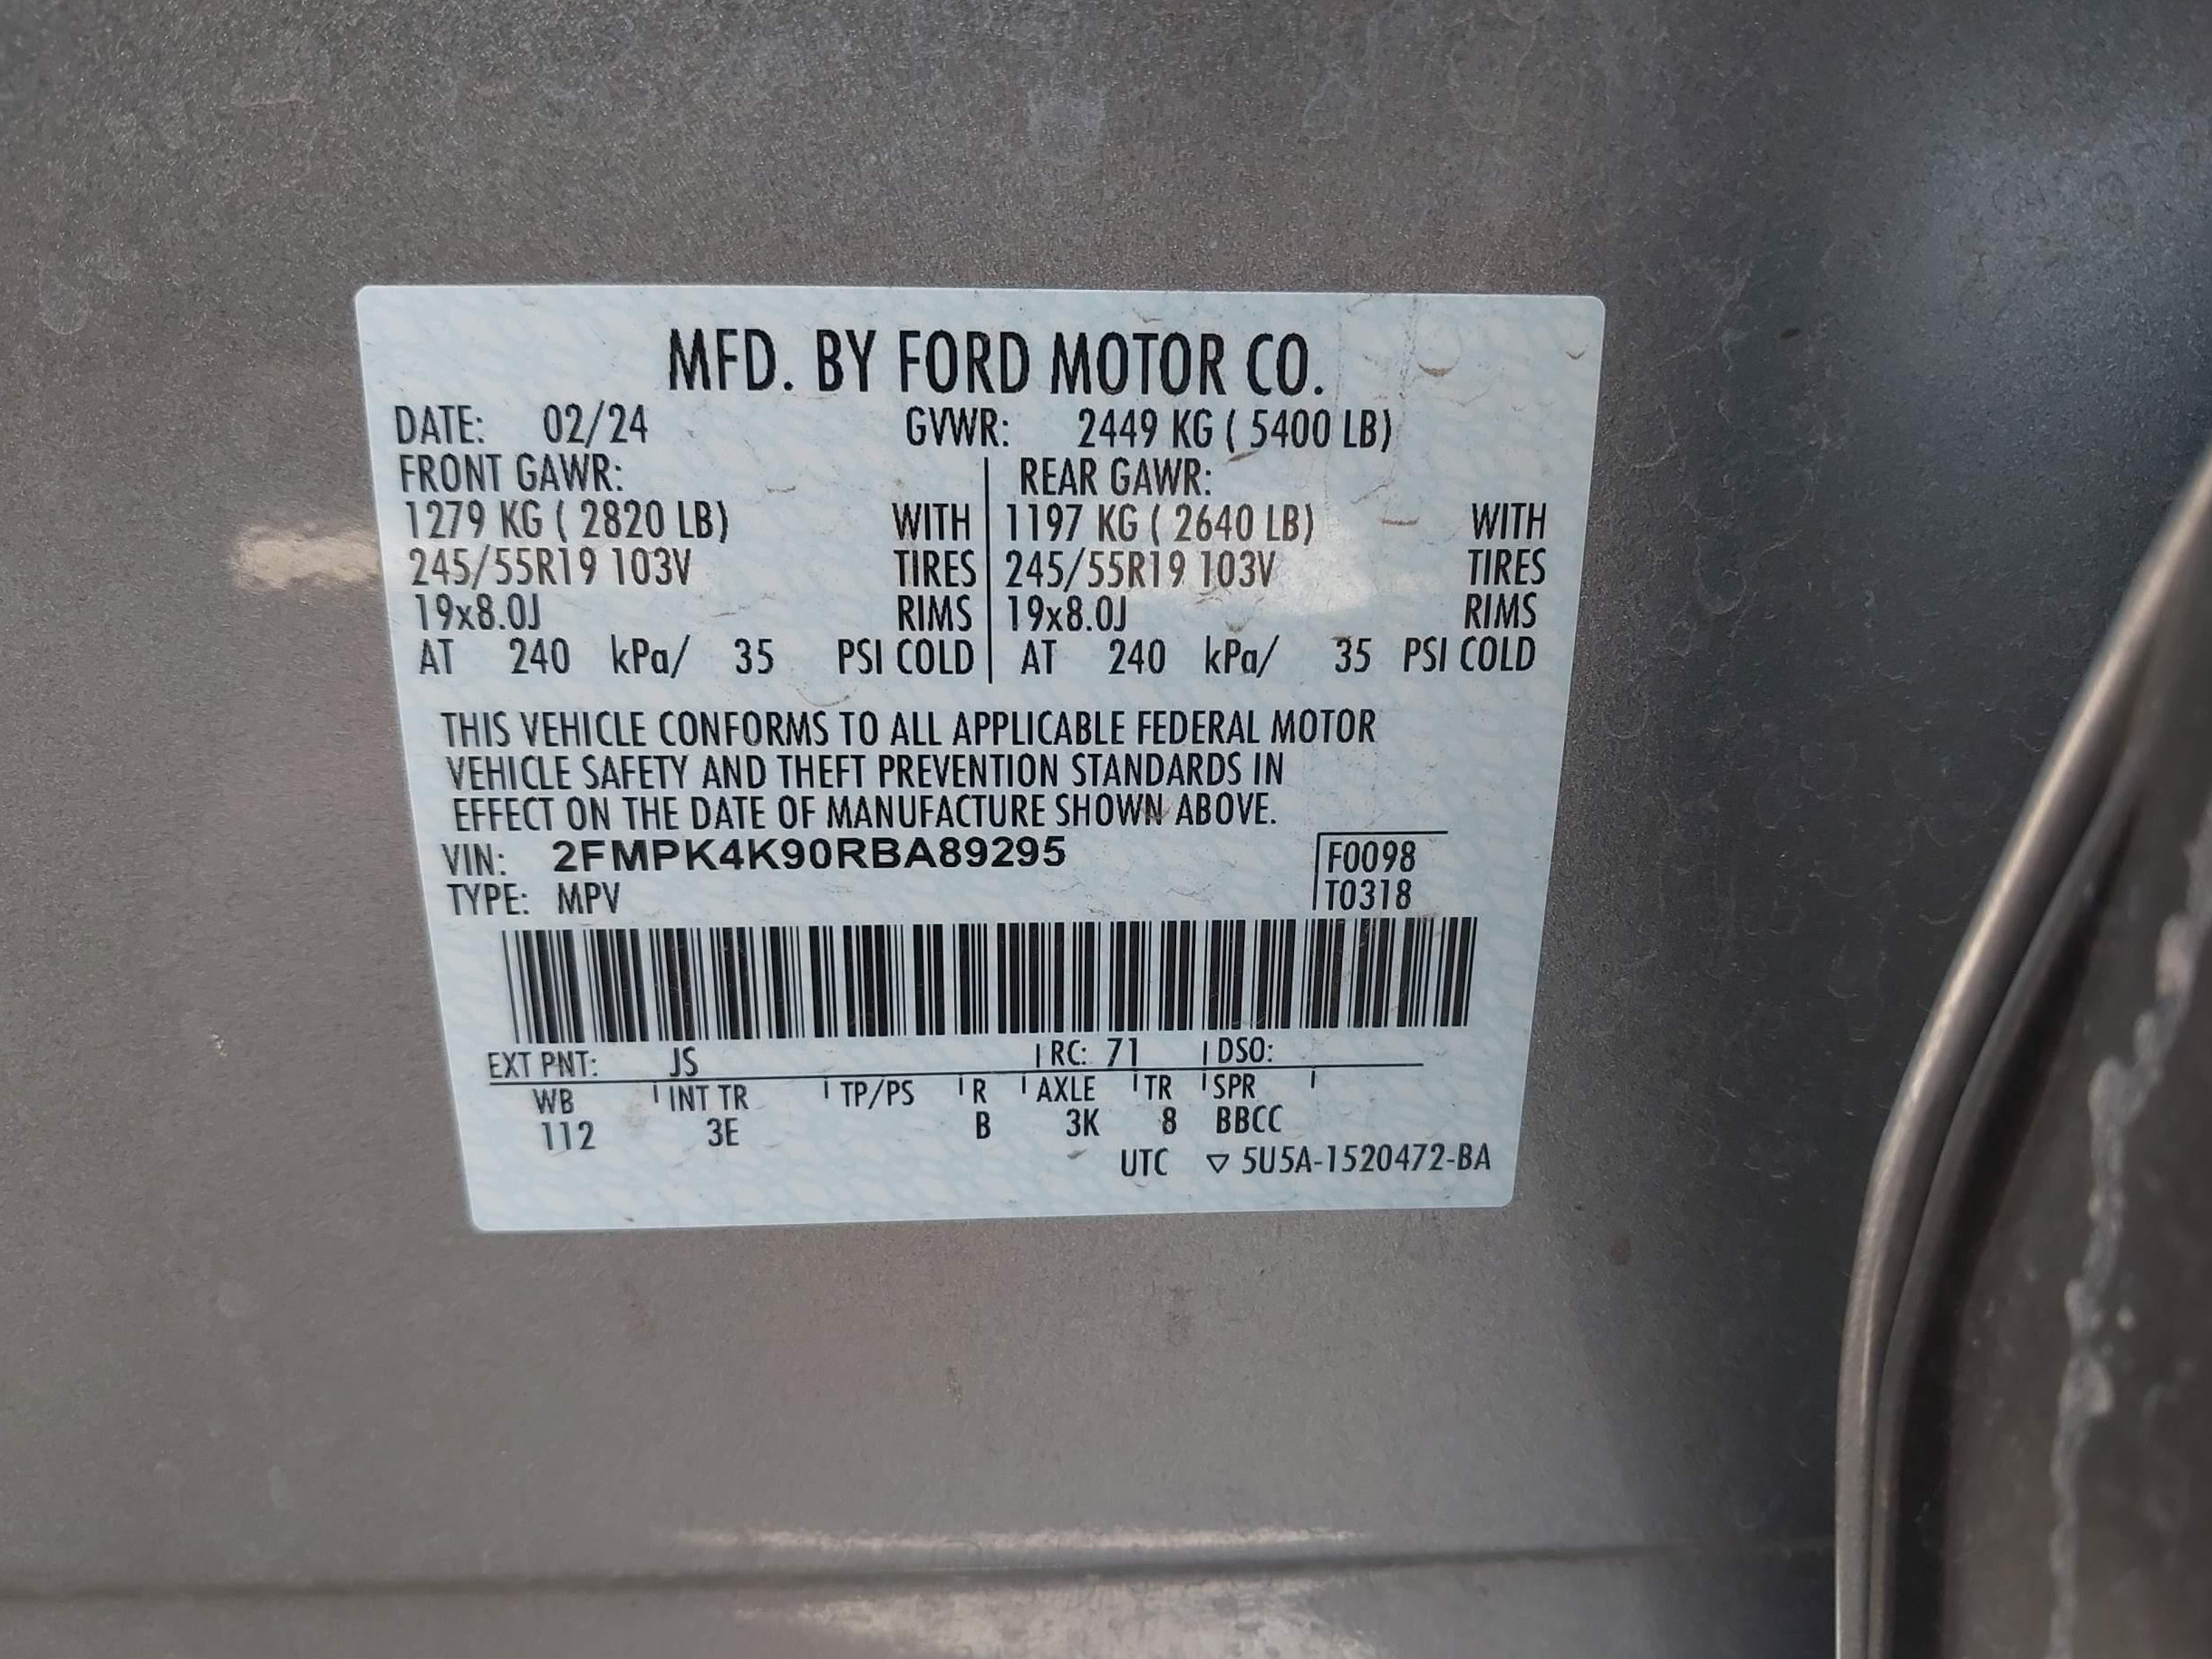 MFD. BY FORD MOTOR CO.
DATE: 02/24 GVWR: 2449 KG ( 5400 LB)
FRONT GAWR: REAR GAWR:
1279 KG ( 2820 LB) WITH 1197 KG ( 2640 LB) WITH
245/55R19 103V TIRES 245/55R19 103V TIRES
19x8.0J RIMS 19x8.0J RIMS
AT 240 kPa/ 35 PSI COLD AT 240 kPa/ 35 PSI COLD
THIS VEHICLE CONFORMS TO ALL APPLICABLE FEDERAL MOTOR
VEHICLE SAFETY AND THEFT PREVENTION STANDARDS IN
EFFECT ON THE DATE OF MANUFACTURE SHOWN ABOVE.
VIN: 2FMPK4K90RBA89295 F0098
TYPE: MPV T0318
EXT PNT: JS RC: 71 DSO:
WB INT TR TP/PS R AXLE TR SPR
112 3E B 3K 8 BBCC
UTC ▽ 5U5A-1520472-BA